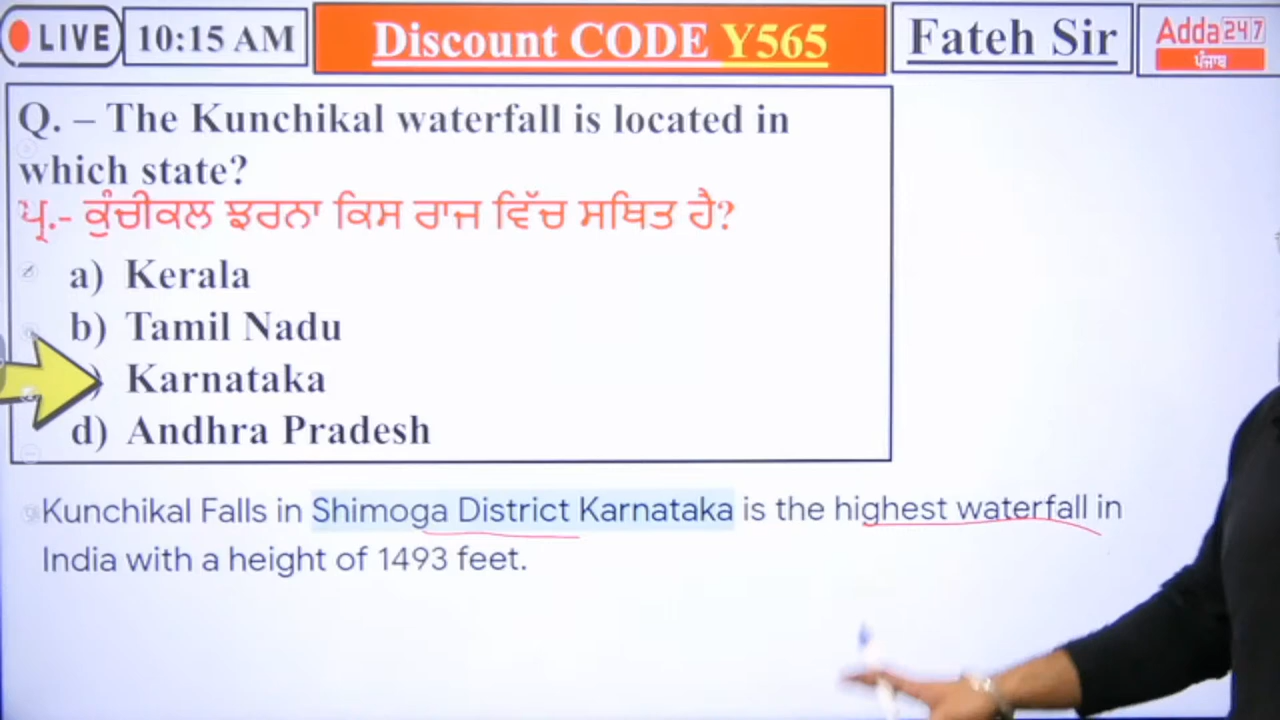 LIVE
10:15 AM
Discount CODE Y565
Fateh Sir
Adda247
ਪੰਜਾਬ
Q. – The Kunchikal waterfall is located in
which state?
ਪ੍ਰ.- ਕੁੰਚੀਕਲ ਝਰਨਾ ਕਿਸ ਰਾਜ ਵਿੱਚ ਸਥਿਤ ਹੈ?
a) Kerala
b) Tamil Nadu
) Karnataka
d) Andhra Pradesh
Kunchikal Falls in Shimoga District Karnataka is the highest waterfall in
India with a height of 1493 feet.